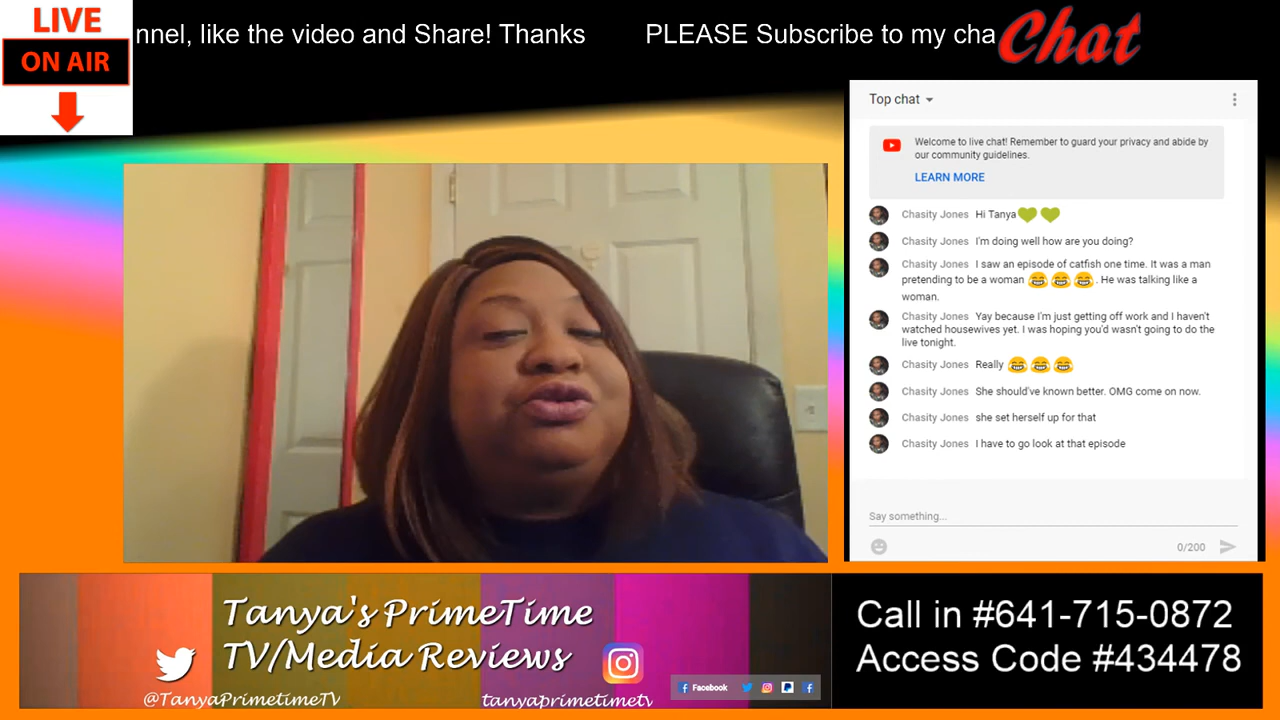 LIVE
ON AIR
nnel, like the video and Share! Thanks
PLEASE Subscribe to my cha
Chat
Top chat
Welcome to live chat! Remember to guard your privacy and abide by
our community guidelines.
LEARN MORE
Chasity Jones Hi Tanya
Chasity Jones I'm doing well how are you doing?
Chasity Jones I saw an episode of catfish one time. It was a man
pretending to be a woman 😂😂😂. He was talking like a
woman.
Chasity Jones Yay because I'm just getting off work and I haven't
watched housewives yet. I was hoping you'd wasn't going to do the
live tonight.
Chasity Jones Really 😂😂😂
Chasity Jones She should've known better. OMG come on now.
Chasity Jones she set herself up for that
Chasity Jones I have to go look at that episode
Say something...
0/200
Tanya's PrimeTime
TV/Media Reviews
@TanyaPrimetimeTV
tanyaprimetimetv
Facebook
Call in #641-715-0872
Access Code #434478